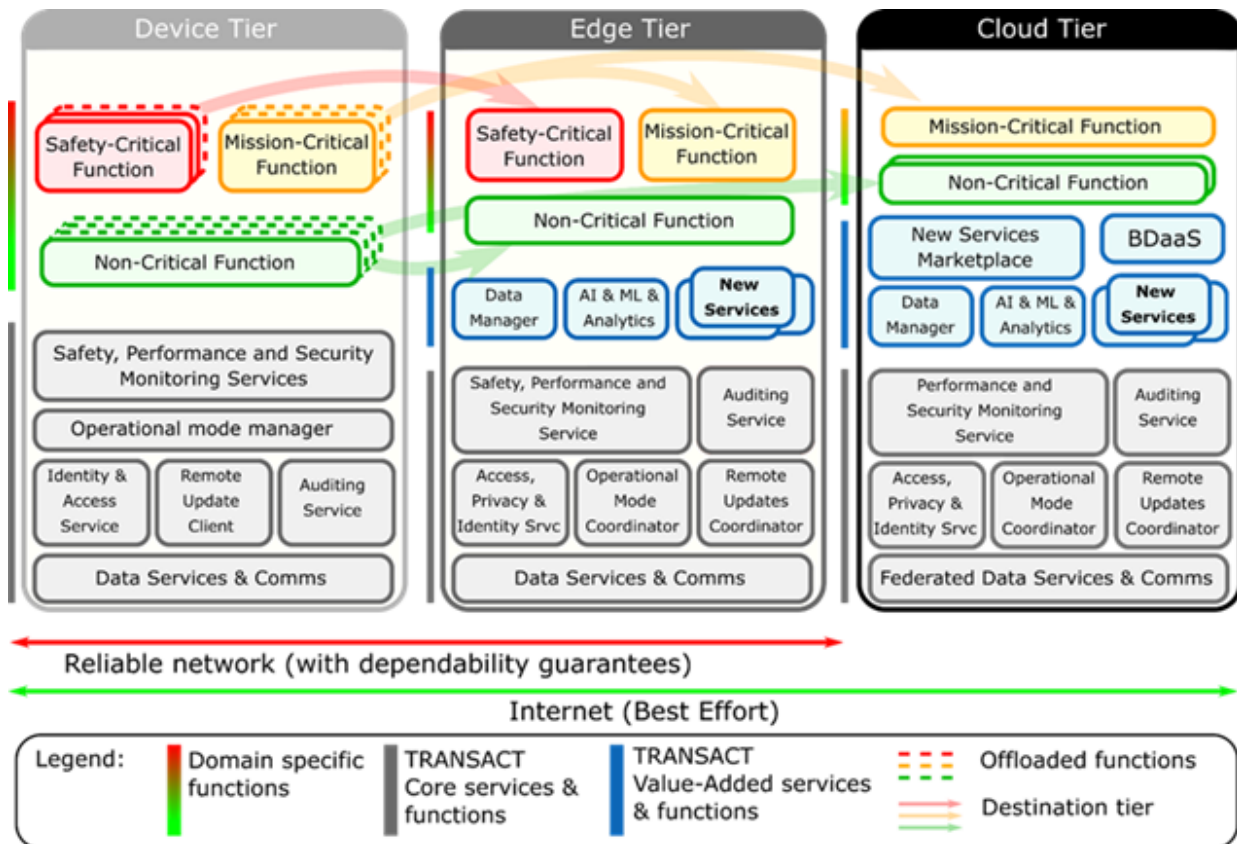 Device Tier
Safety-Critical
Function
Mission-Critical
Function
Non-Critical Function
Safety, Performance and Security
Monitoring Services
Operational mode manager
Identity &
Access
Service
Remote
Update
Client
Auditing
Service
Data Services & Comms
Edge Tier
Safety-Critical
Function
Mission-Critical
Function
Non-Critical Function
Data
Manager
AI & ML &
Analytics
New
Services
Safety, Performance and
Security Monitoring
Service
Auditing
Service
Access,
Privacy &
Identity Srvc
Operational
Mode
Coordinator
Remote
Updates
Coordinator
Data Services & Comms
Cloud Tier
Mission-Critical Function
Non-Critical Function
New Services
Marketplace
BDaaS
Data
Manager
AI & ML &
Analytics
New
Services
Performance and
Security Monitoring
Service
Auditing
Service
Access,
Privacy &
Identity Srvc
Operational
Mode
Coordinator
Remote
Updates
Coordinator
Federated Data Services & Comms
Reliable network (with dependability guarantees)
Internet (Best Effort)
Legend:
Domain specific
functions
TRANSACT
Core services &
functions
TRANSACT
Value-Added services
& functions
Offloaded functions
Destination tier